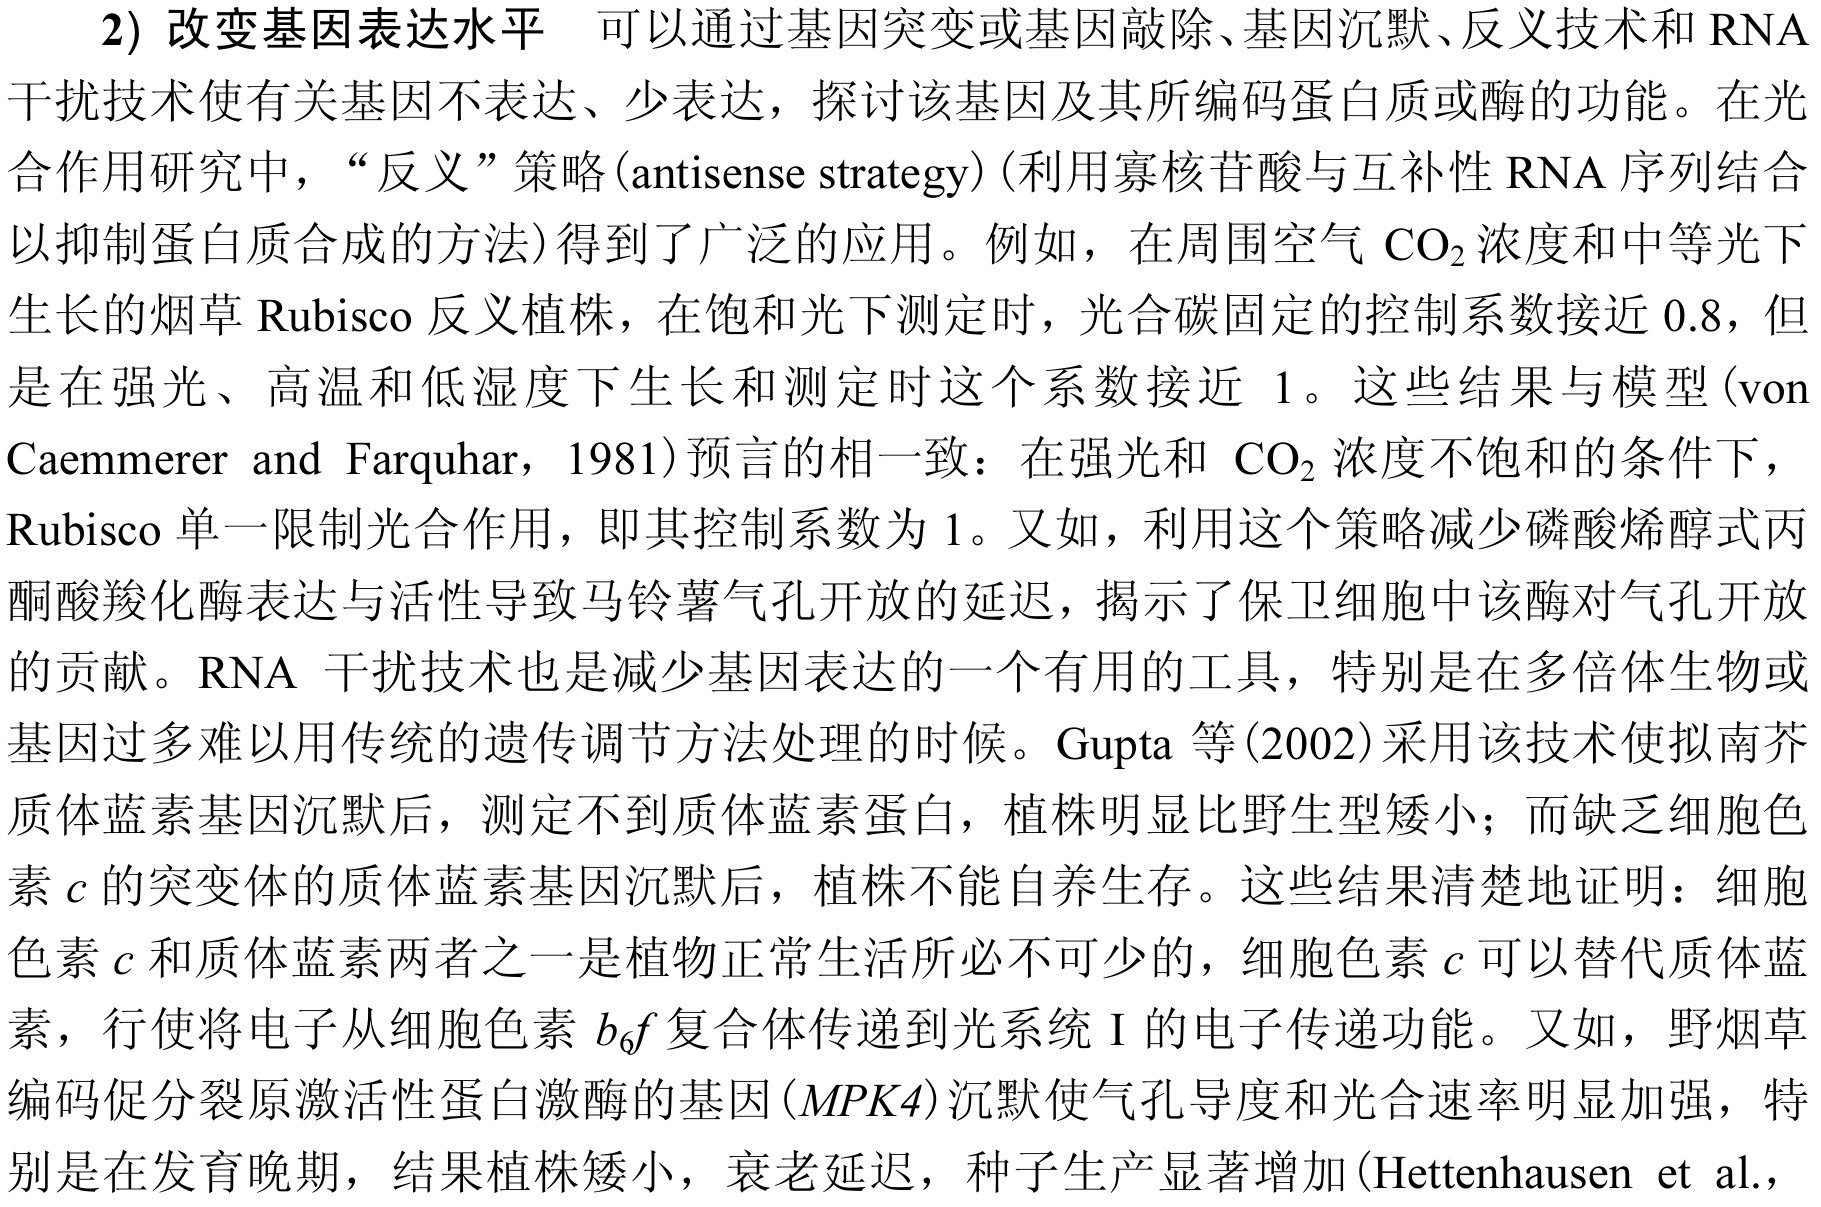 2) 改变基因表达水平 可以通过基因突变或基因敲除、基因沉默、反义技术和 RNA
干扰技术使有关基因不表达、少表达，探讨该基因及其所编码蛋白质或酶的功能。在光
合作用研究中，“反义”策略(antisense strategy)(利用寡核苷酸与互补性 RNA 序列结合
以抑制蛋白质合成的方法)得到了广泛的应用。例如，在周围空气 CO₂浓度和中等光下
生长的烟草 Rubisco 反义植株，在饱和光下测定时，光合碳固定的控制系数接近 0.8，但
是在强光、高温和低湿度下生长和测定时这个系数接近 1。这些结果与模型(von
Caemmerer and Farquhar，1981)预言的相一致：在强光和 CO₂ 浓度不饱和的条件下，
Rubisco 单一限制光合作用，即其控制系数为 1。又如，利用这个策略减少磷酸烯醇式丙
酮酸羧化酶表达与活性导致马铃薯气孔开放的延迟，揭示了保卫细胞中该酶对气孔开放
的贡献。RNA 干扰技术也是减少基因表达的一个有用的工具，特别是在多倍体生物或
基因过多难以用传统的遗传调节方法处理的时候。Gupta 等(2002)采用该技术使拟南芥
质体蓝素基因沉默后，测定不到质体蓝素蛋白，植株明显比野生型矮小；而缺乏细胞色
素 c 的突变体的质体蓝素基因沉默后，植株不能自养生存。这些结果清楚地证明：细胞
色素 c 和质体蓝素两者之一是植物正常生活所必不可少的，细胞色素 c 可以替代质体蓝
素，行使将电子从细胞色素 b₆f 复合体传递到光系统 I 的电子传递功能。又如，野烟草
编码促分裂原激活性蛋白激酶的基因(MPK4)沉默使气孔导度和光合速率明显加强，特
别是在发育晚期，结果植株矮小，衰老延迟，种子生产显著增加(Hettenhausen et al.，